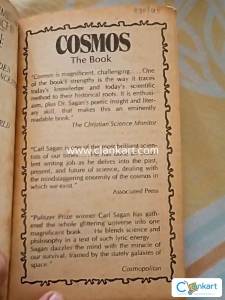 COSMOS
The Book
"Cosmos is magnificent, challenging. . . . One
of the book's strengths is the way it traces
today's knowledge and today's scientific
method to their historical roots. It is enthusi-
asm, plus Dr. Sagan's poetic insight and liter-
ary skill, that makes this an eminently
readable book."
The Christian Science Monitor
"Carl Sagan is one of the most brilliant scien-
tists of our times . . . He has
lent writing job as he delves into the past,
present, and future of science, dealing with
the mindstaggering enormity of the cosmos in
which we exist."
Associated Press
"Pulitzer Prize winner Carl Sagan has gath-
ered the whole glittering universe into one
magnificent book. . . . He blends science and
philosophy in a text of such lyric energy
Sagan dazzles the mind with the miracle of
our survival, framed by the stately galaxies of
space."
Cosmopolitan
www.clankart.com
Clankart